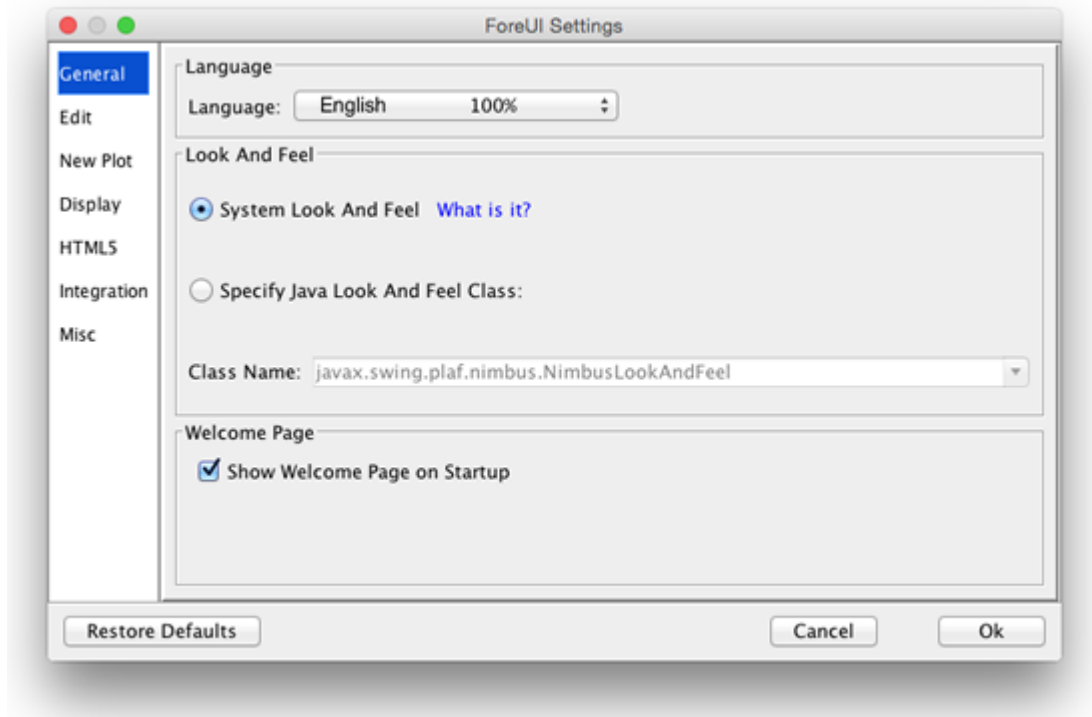 ForeUI Settings
General
Edit
New Plot
Display
HTML5
Integration
Misc
Language
Language: English 100%
Look And Feel
System Look And Feel What is it?
Specify Java Look And Feel Class:
Class Name: javax.swing.plaf.nimbus.NimbusLookAndFeel
Welcome Page
Show Welcome Page on Startup
Restore Defaults Cancel Ok